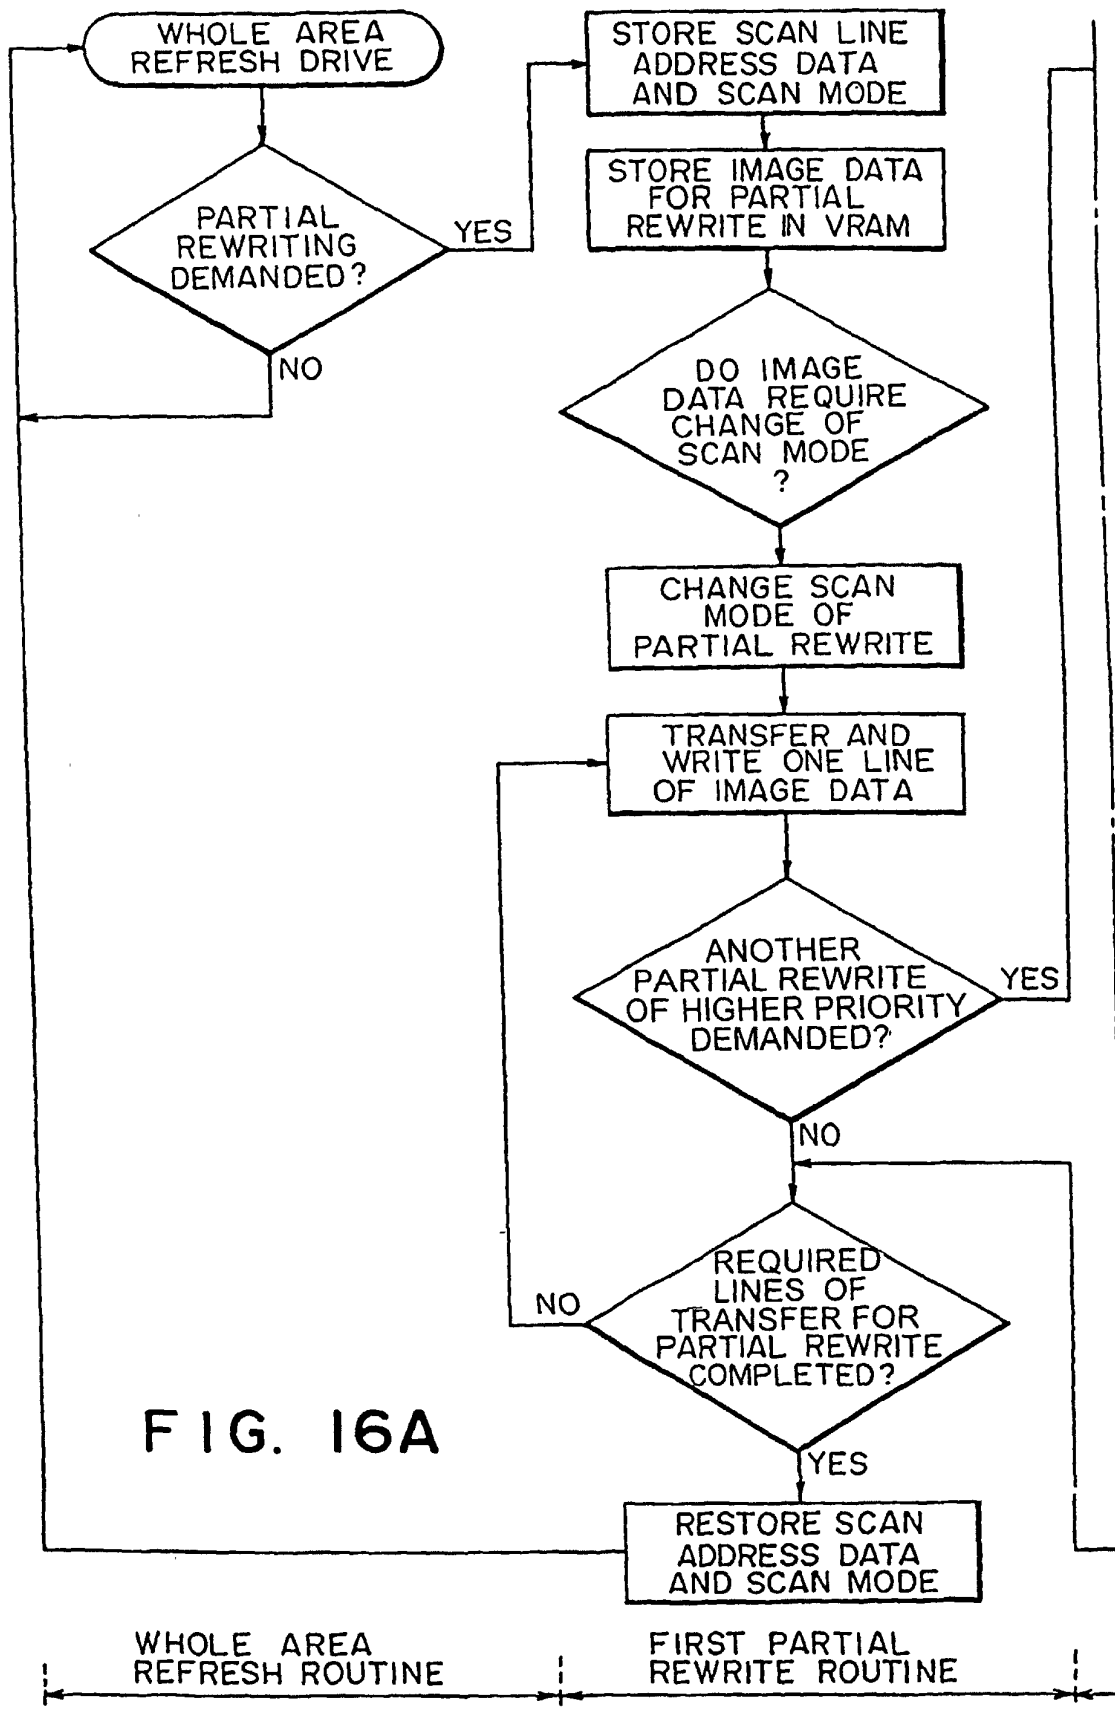 WHOLE AREA
REFRESH DRIVE
PARTIAL
REWRITING
DEMANDED?
YES
NO
STORE SCAN LINE
ADDRESS DATA
AND SCAN MODE
STORE IMAGE DATA
FOR PARTIAL
REWRITE IN VRAM
DO IMAGE
DATA REQUIRE
CHANGE OF
SCAN MODE
?
CHANGE SCAN
MODE OF
PARTIAL REWRITE
TRANSFER AND
WRITE ONE LINE
OF IMAGE DATA
ANOTHER
PARTIAL REWRITE
OF HIGHER PRIORITY
DEMANDED?
YES
NO
REQUIRED
LINES OF
TRANSFER FOR
PARTIAL REWRITE
COMPLETED?
NO
YES
RESTORE SCAN
ADDRESS DATA
AND SCAN MODE
FIG. 16A
WHOLE AREA
REFRESH ROUTINE
FIRST PARTIAL
REWRITE ROUTINE